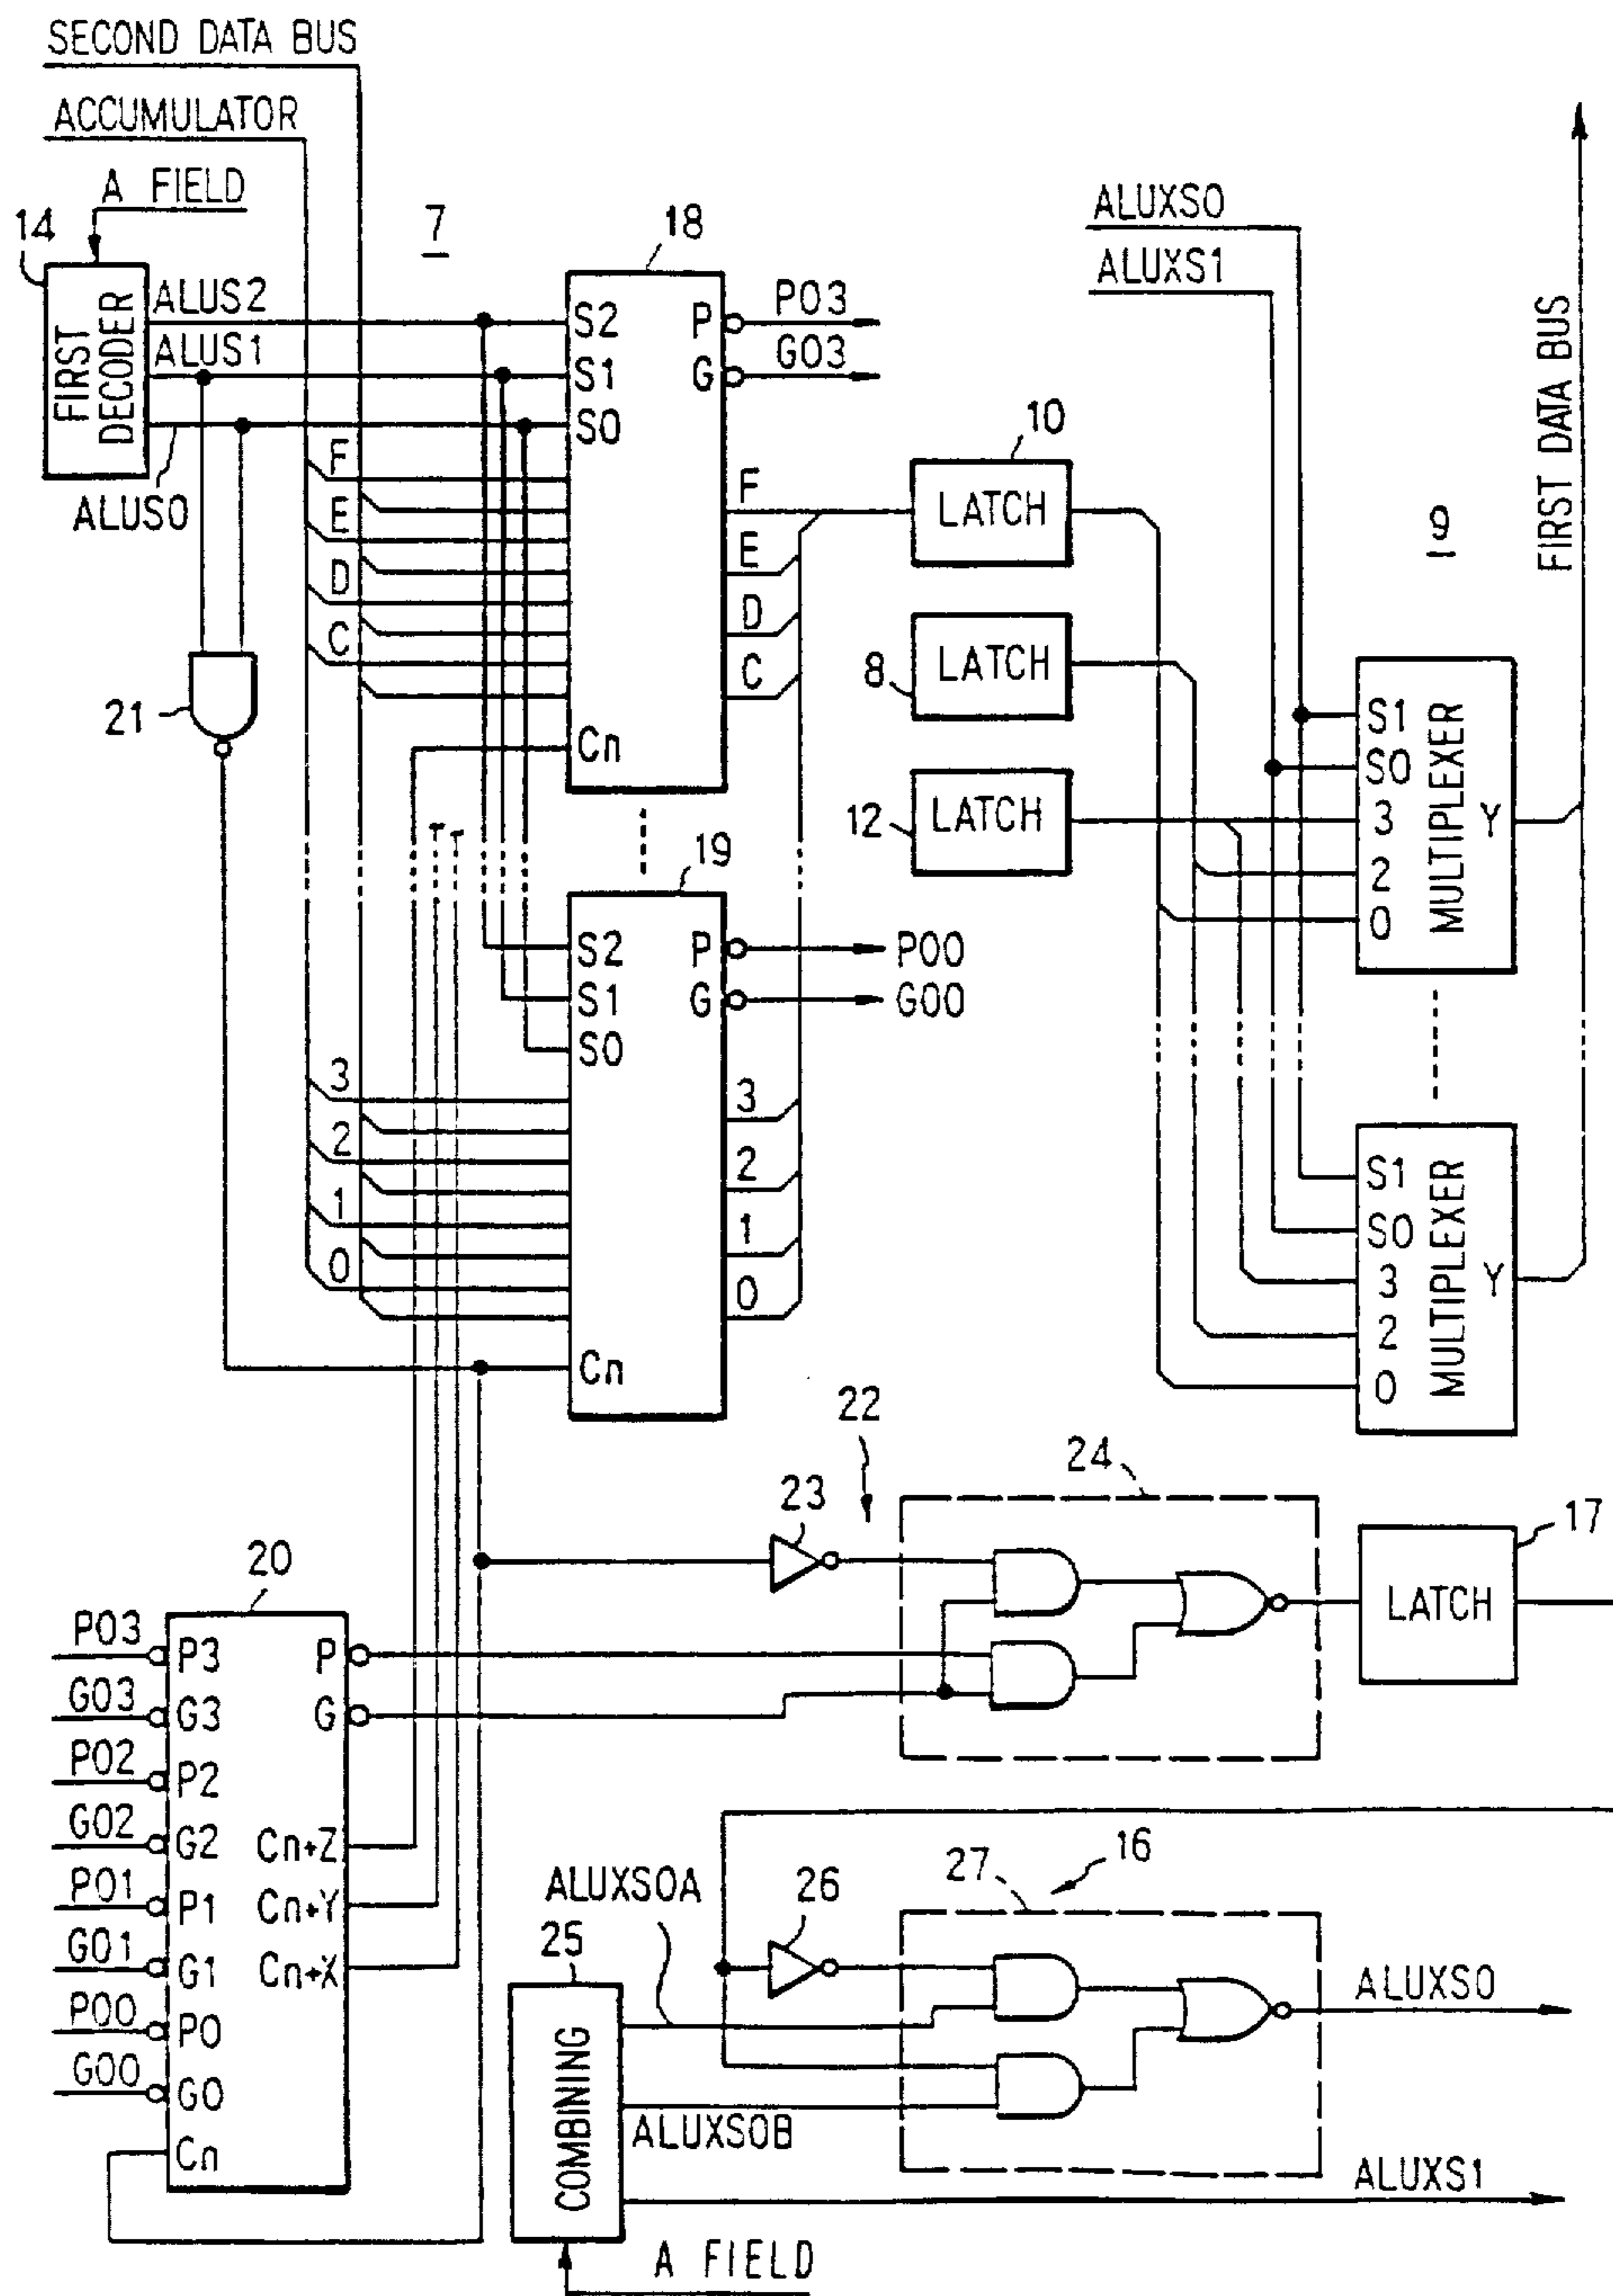 SECOND DATA BUS
ACCUMULATOR
A FIELD
14
FIRST DECODER
ALUS2
ALUS1
ALUS0
7
18
S2
S1
S0
P
G
P03
G03
F
E
D
C
F
E
D
C
Cn
21
10
LATCH
8
LATCH
12
LATCH
ALUXS0
ALUXS1
9
FIRST DATA BUS
S1
S0
3
2
0
MULTIPLEXER
Y
19
S2
S1
S0
P
G
P00
G00
3
2
1
0
3
2
1
0
Cn
S1
S0
3
2
0
MULTIPLEXER
Y
22
23
24
17
LATCH
20
P03
G03
P02
G02
P01
G01
P00
G00
P3
G3
P2
G2
P1
G1
P0
G0
Cn
P
G
Cn+Z
Cn+Y
Cn+X
ALUXS0A
25
COMBINING
ALUXS0B
26
27
16
ALUXS0
ALUXS1
A FIELD